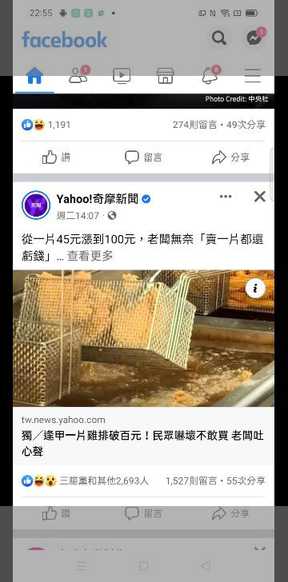 22:55
facebook
Photo Credit: 中央社
1,191
274則留言・49次分享
讚
留言
分享
Yahoo!奇摩新聞
週二14:07
從一片45元漲到100元，老闆無奈「賣一片都還
虧錢」... 查看更多
tw.news.yahoo.com
獨／逢甲一片雞排破百元！民眾嚇壞不敢買 老闆吐
心聲
三能黨和其他2,693人
1,527則留言・55次分享
讚
留言
分享